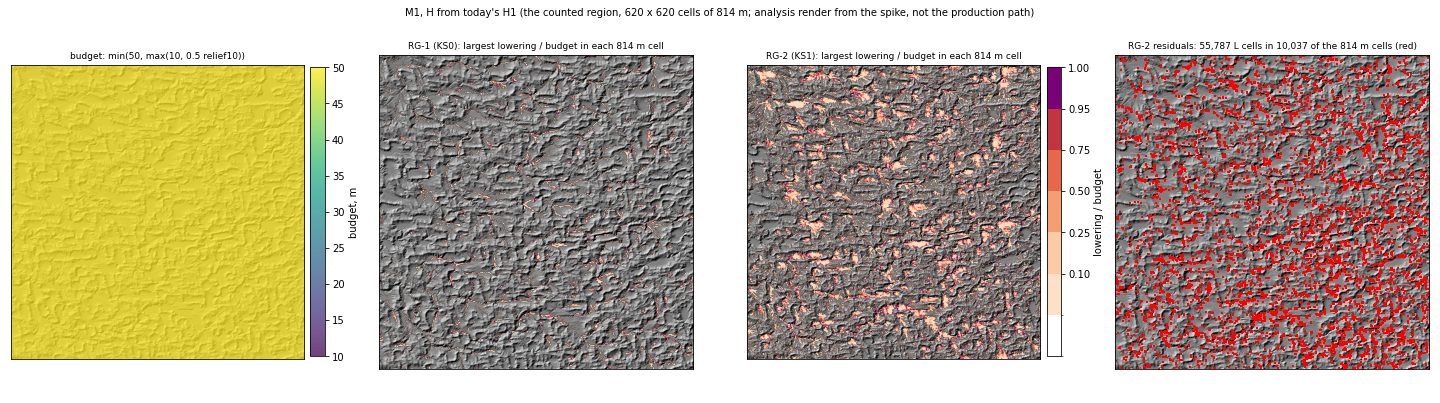 M1, H from today's H1 (the counted region, 620 x 620 cells of 814 m; analysis render from the spike, not the production path)
budget: min(50, max(10, 0.5 relief10))
50
45
40
35
30
25
20
15
10
budget, m
RG-1 (KS0): largest lowering / budget in each 814 m cell
RG-2 (KS1): largest lowering / budget in each 814 m cell
1.00
0.95
0.75
0.50
0.25
0.10
lowering / budget
RG-2 residuals: 55,787 L cells in 10,037 of the 814 m cells (red)